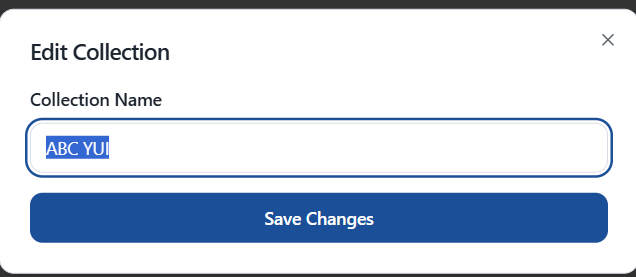 Edit Collection
Collection Name
ABC YUI
Save Changes